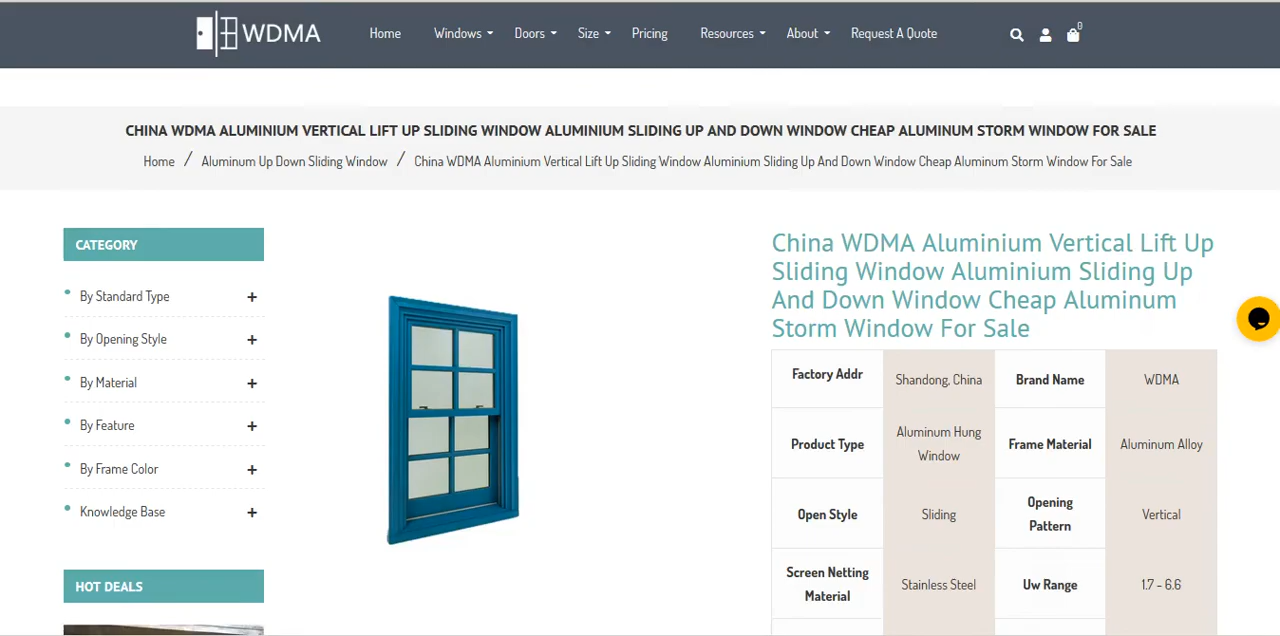 WDMA
Home Windows Doors Size Pricing Resources About Request A Quote
0
CHINA WDMA ALUMINIUM VERTICAL LIFT UP SLIDING WINDOW ALUMINIUM SLIDING UP AND DOWN WINDOW CHEAP ALUMINUM STORM WINDOW FOR SALE
Home / Aluminum Up Down Sliding Window / China WDMA Aluminium Vertical Lift Up Sliding Window Aluminium Sliding Up And Down Window Cheap Aluminum Storm Window For Sale
CATEGORY
By Standard Type +
By Opening Style +
By Material +
By Feature +
By Frame Color +
Knowledge Base +
HOT DEALS
China WDMA Aluminium Vertical Lift Up
Sliding Window Aluminium Sliding Up
And Down Window Cheap Aluminum
Storm Window For Sale
Factory Addr Shandong, China Brand Name WDMA
Product Type Aluminum Hung Window Frame Material Aluminum Alloy
Open Style Sliding Opening Pattern Vertical
Screen Netting Material Stainless Steel Uw Range 1.7 - 6.6